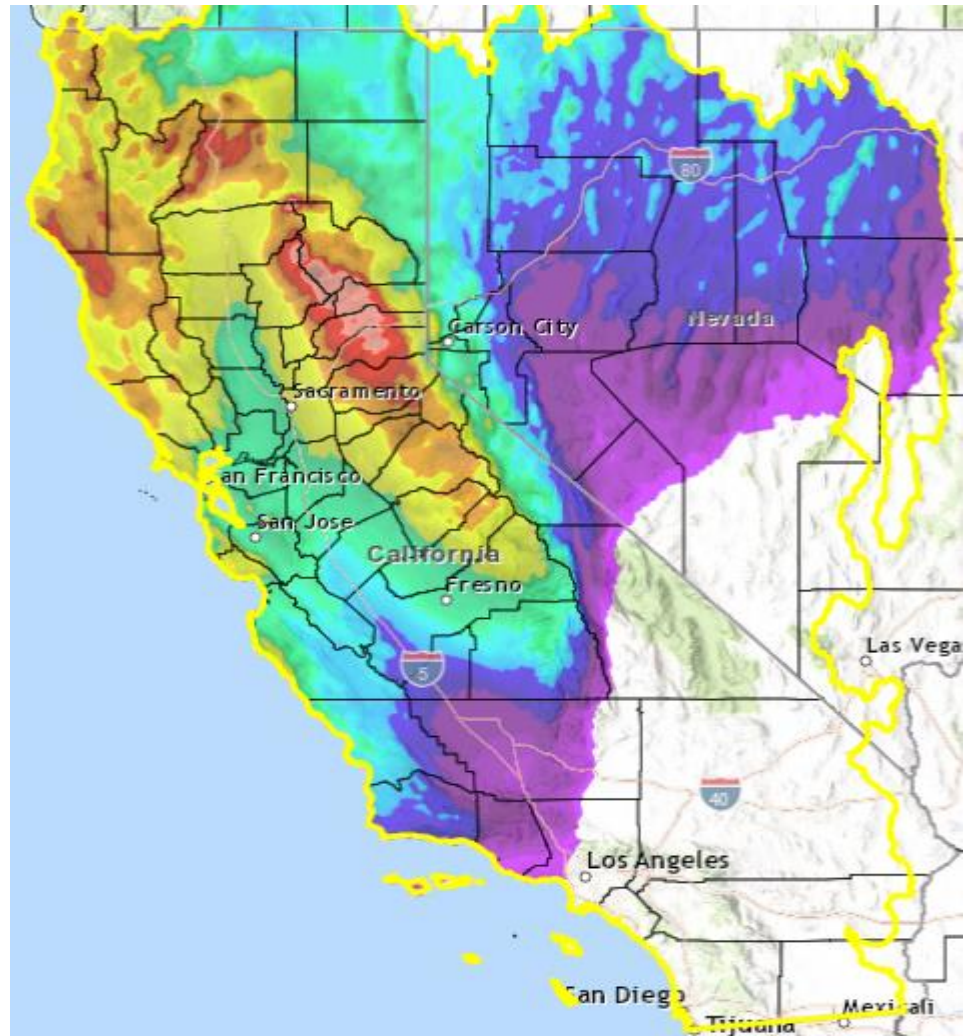 80
Nevada
Carson City
Sacramento
an Francisco
San Jose
California
Fresno
Las Vega
5
40
Los Angeles
San Diego
Mexicali
Tijuana